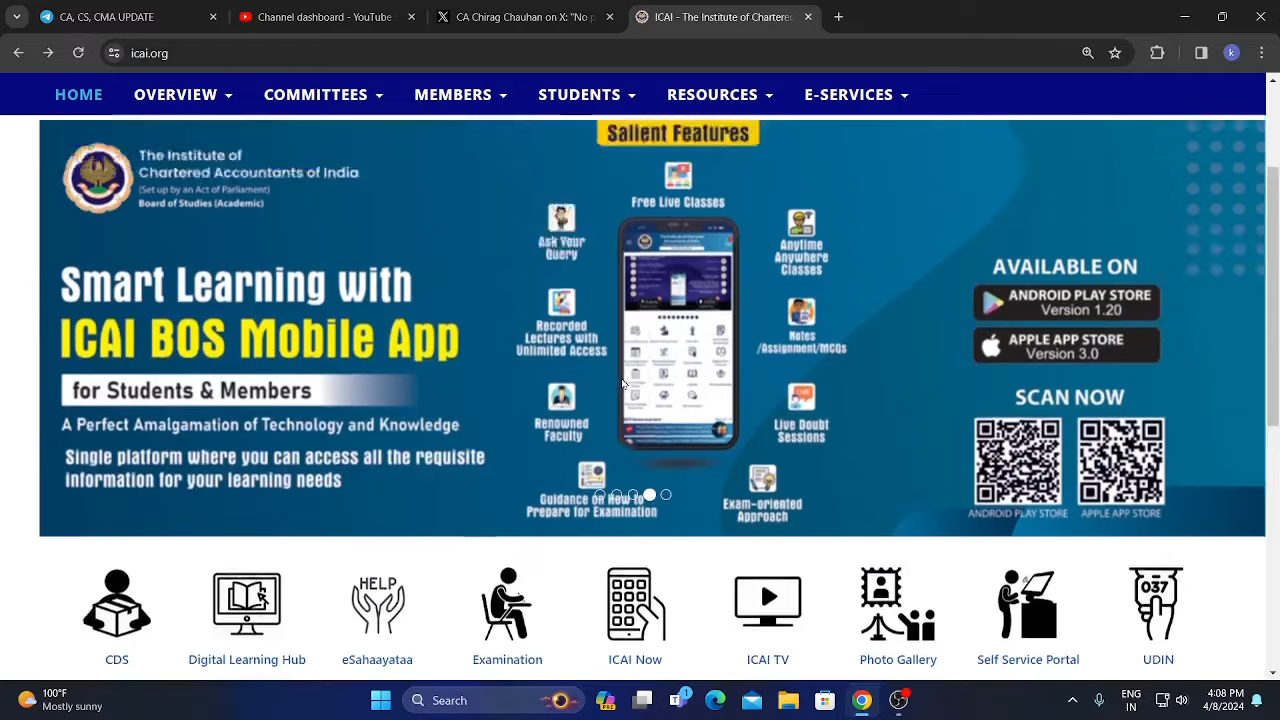 CA, CS, CMA UPDATE
CA Chirag Chauhan on X: "No p
ICAI - The Institute of Chartere
icai.org
HOME
OVERVIEW
COMMITTEES
MEMBERS
STUDENTS
RESOURCES
E-SERVICES
The Institute of
Chartered Accountants of India
(Set up by an Act of Parliament)
Board of Studies (Academic)
Smart Learning with
ICAI BOS Mobile App
for Students & Members
A Perfect Amalgamation of Technology and Knowledge
Single platform where you can access all the requisite
information for your learning needs
Salient Features
Free Live Classes
Ask Your
Query
Anytime
Anywhere
Classes
Recorded
Lectures with
Unlimited Access
Notes
/Assignment/MCQs
Renowned
Faculty
Live Doubt
Sessions
Guidance on How to
Prepare for Examination
Exam-oriented
Approach
AVAILABLE ON
ANDROID PLAY STORE
Version 1.20
APPLE APP STORE
Version 3.0
SCAN NOW
ANDROID PLAY STORE
APPLE APP STORE
HELP
037
CDS
Digital Learning Hub
eSahaayataa
Examination
ICAI Now
ICAI TV
Photo Gallery
Self Service Portal
UDIN
100°F
Mostly sunny
Search
ENG
IN
4:08 PM
4/8/2024